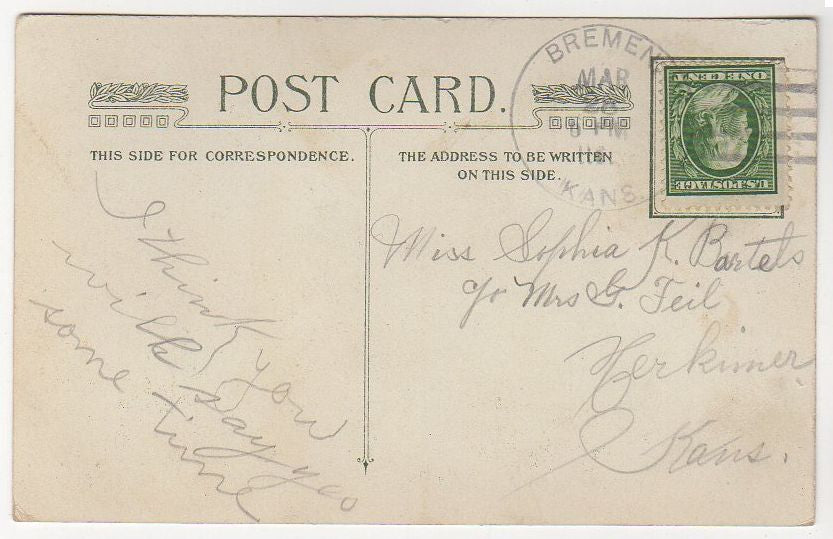 POST CARD.
THIS SIDE FOR CORRESPONDENCE.
THE ADDRESS TO BE WRITTEN
ON THIS SIDE.
BREMEN
MAR
KANS.
U.S. POSTAGE
ONE CENT
I think you
will say yes
some time
Miss Sophia K. Bartels
c/o Mrs G. Teil
Herkimer
Kans.